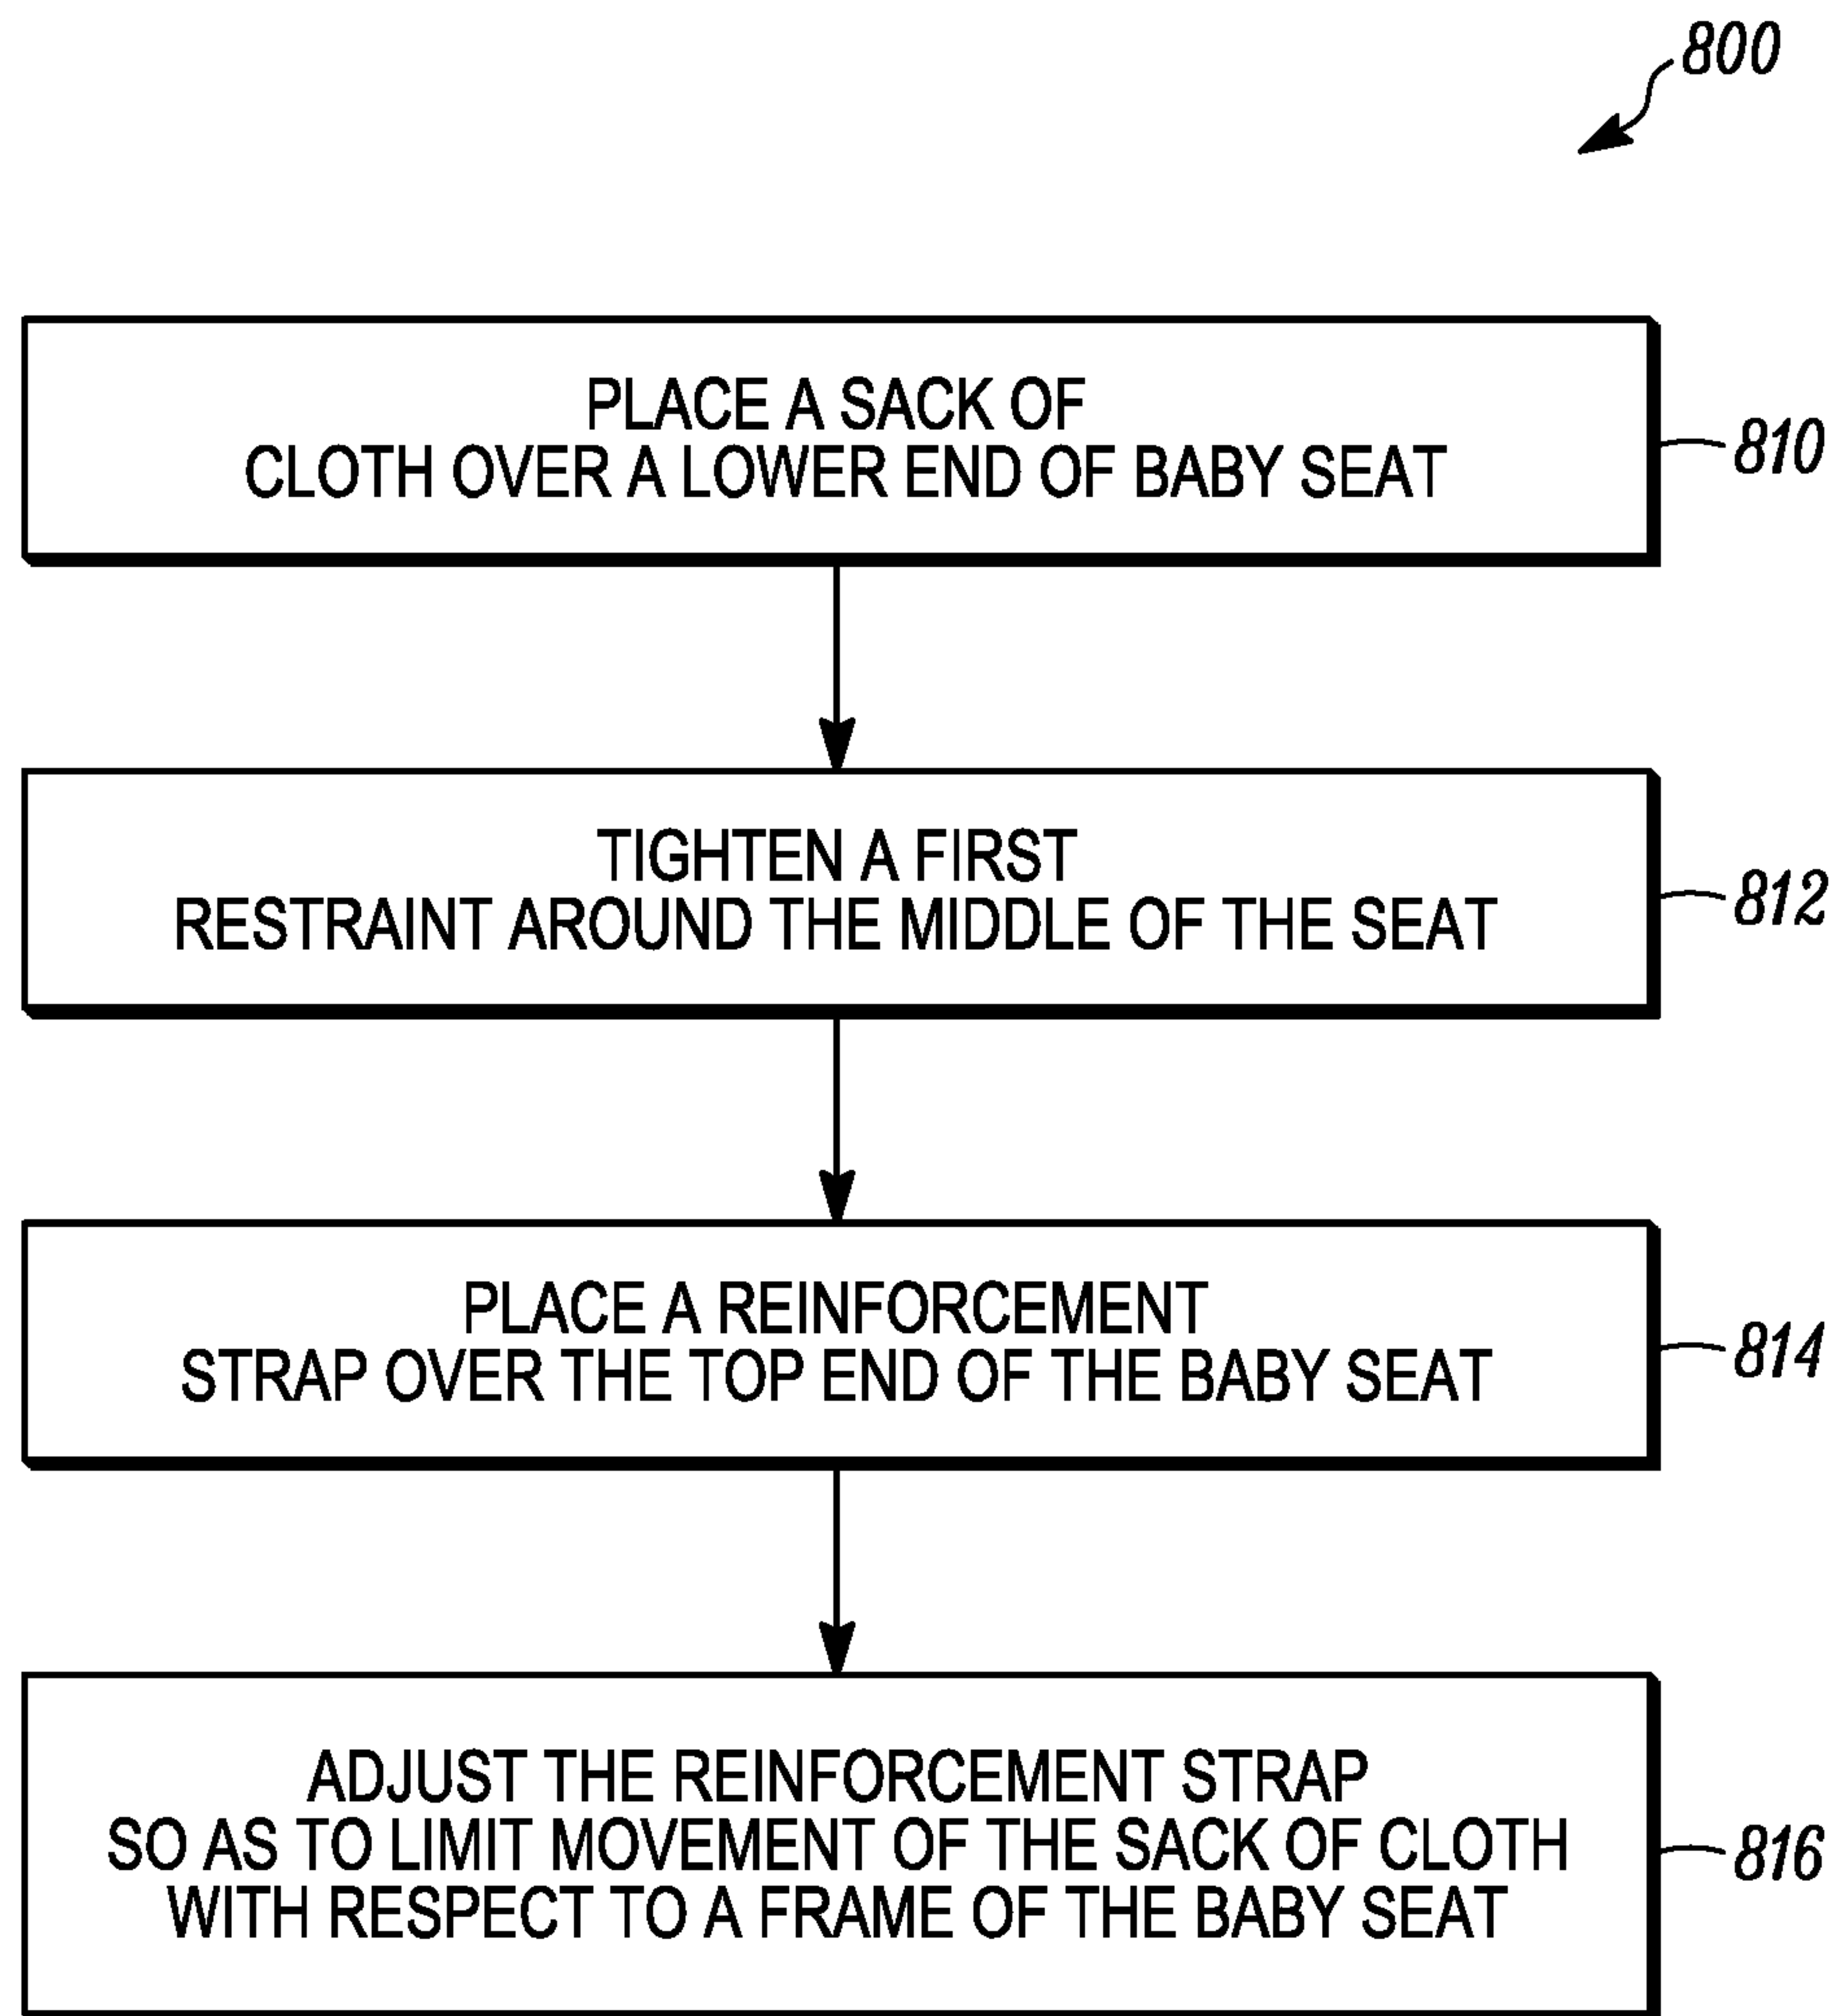 800
PLACE A SACK OF
CLOTH OVER A LOWER END OF BABY SEAT
810
TIGHTEN A FIRST
RESTRAINT AROUND THE MIDDLE OF THE SEAT
812
PLACE A REINFORCEMENT
STRAP OVER THE TOP END OF THE BABY SEAT
814
ADJUST THE REINFORCEMENT STRAP
SO AS TO LIMIT MOVEMENT OF THE SACK OF CLOTH
WITH RESPECT TO A FRAME OF THE BABY SEAT
816